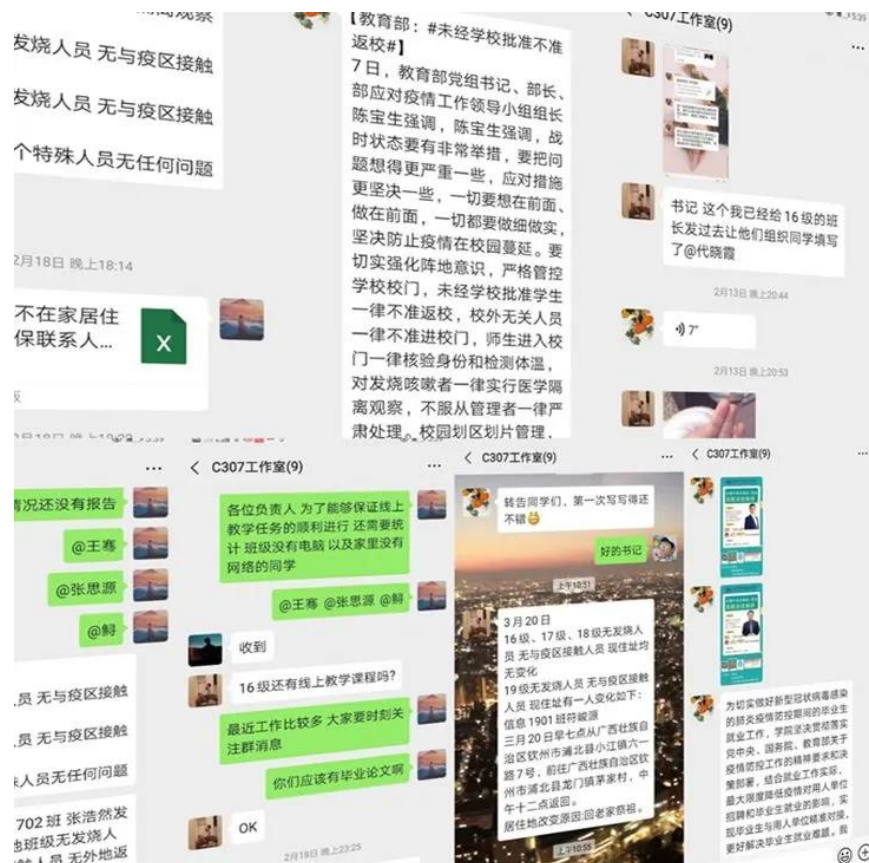 发烧人员 无与疫区接触
发烧人员 无与疫区接触
个特殊人员无任何问题
2月18日 晚上18:14
不在家居住
保联系人...
X
【教育部：#未经学校批准不准
返校#】
7日，教育部党组书记、部长、
部应对疫情工作领导小组组长
陈宝生强调，陈宝生强调，战
时状态要有非常举措，要把问
题想得更严重一些，应对措施
更坚决一些，一切要想在前面、
做在前面，一切都要做细做实，
坚决防止疫情在校园蔓延。要
切实强化阵地意识，严格管控
学校校门，未经学校批准学生
一律不准返校，校外无关人员
一律不准进校门，师生进入校
门一律核验身份和检测体温，
对发烧咳嗽者一律实行医学隔
离观察，不服从管理者一律严
肃处理。校园划区划片管理，
C307工作室(9)
书记 这个我已经给16级的班
长发过去让他们组织同学填写
了@代晓霞
2月13日 晚上20:44
7"
2月13日 晚上20:53
情况还没有报告
@王骞
@张思源
@鲟
员 无与疫区接触
员 无与疫区接触
人员无任何问题
702班 张浩然发
班级无发烧人
人员 无外地返
C307工作室(9)
各位负责人 为了能够保证线上
教学任务的顺利进行 还需要统
计 班级没有电脑 以及家里没有
网络的同学
@王骞 @张思源 @鲟
收到
16级还有线上教学课程吗?
最近工作比较多 大家要时刻关
注群消息
你们应该有毕业论文啊
OK
2月18日 晚上23:25
C307工作室(9)
转告同学们，第一次写写得还
不错😄
好的书记
上午10:51
3月20日
16级、17级、18级无发烧人
员 无与疫区接触人员 现住址均
无变化
19级无发烧人员 无与疫区接触
人员 现住址有一人变化如下：
信息1901班符峻源
三月20日早七点从广西壮族自
治区钦州市浦北县小江镇六一
路7号，前往广西壮族自治区钦
州市浦北县龙门镇茅家村，中
午十二点返回。
居住地改变原因:回老家祭祖。
上午10:55
C307工作室(9)
为切实做好新型冠状病毒感染
的肺炎疫情防控期间的毕业生
就业工作，学院坚决贯彻落实
党中央、国务院、教育部关于
疫情防控工作的精神要求和决
策部署，结合就业工作实际，
最大限度降低疫情对用人单位
招聘和毕业生就业的影响，实
现毕业生与用人单位精准对接，
更好解决毕业生就业难题。我